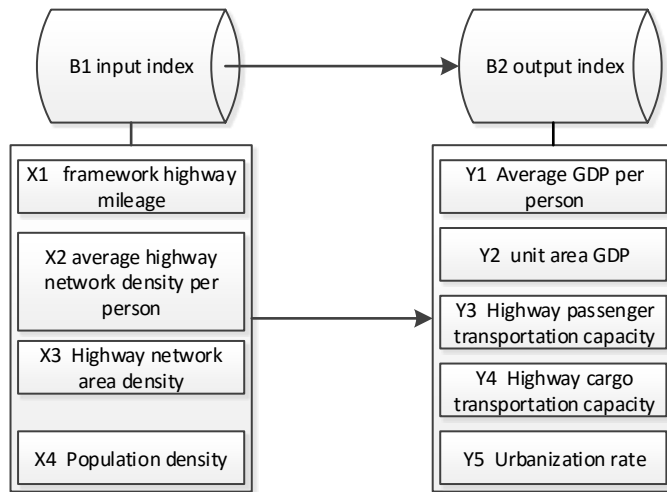 B1 input index
B2 output index
X1 framework highway
mileage
X2 average highway
network density per
person
X3 Highway network
area density
X4 Population density
Y1 Average GDP per
person
Y2 unit area GDP
Y3 Highway passenger
transportation capacity
Y4 Highway cargo
transportation capacity
Y5 Urbanization rate